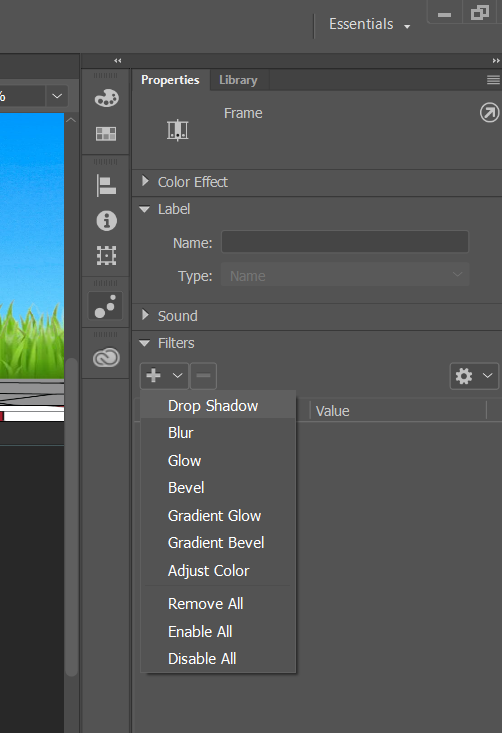 Essentials
%
Properties Library
Frame
Color Effect
Label
Name:
Type: Name
Sound
Filters
Value
Drop Shadow
Blur
Glow
Bevel
Gradient Glow
Gradient Bevel
Adjust Color
Remove All
Enable All
Disable All